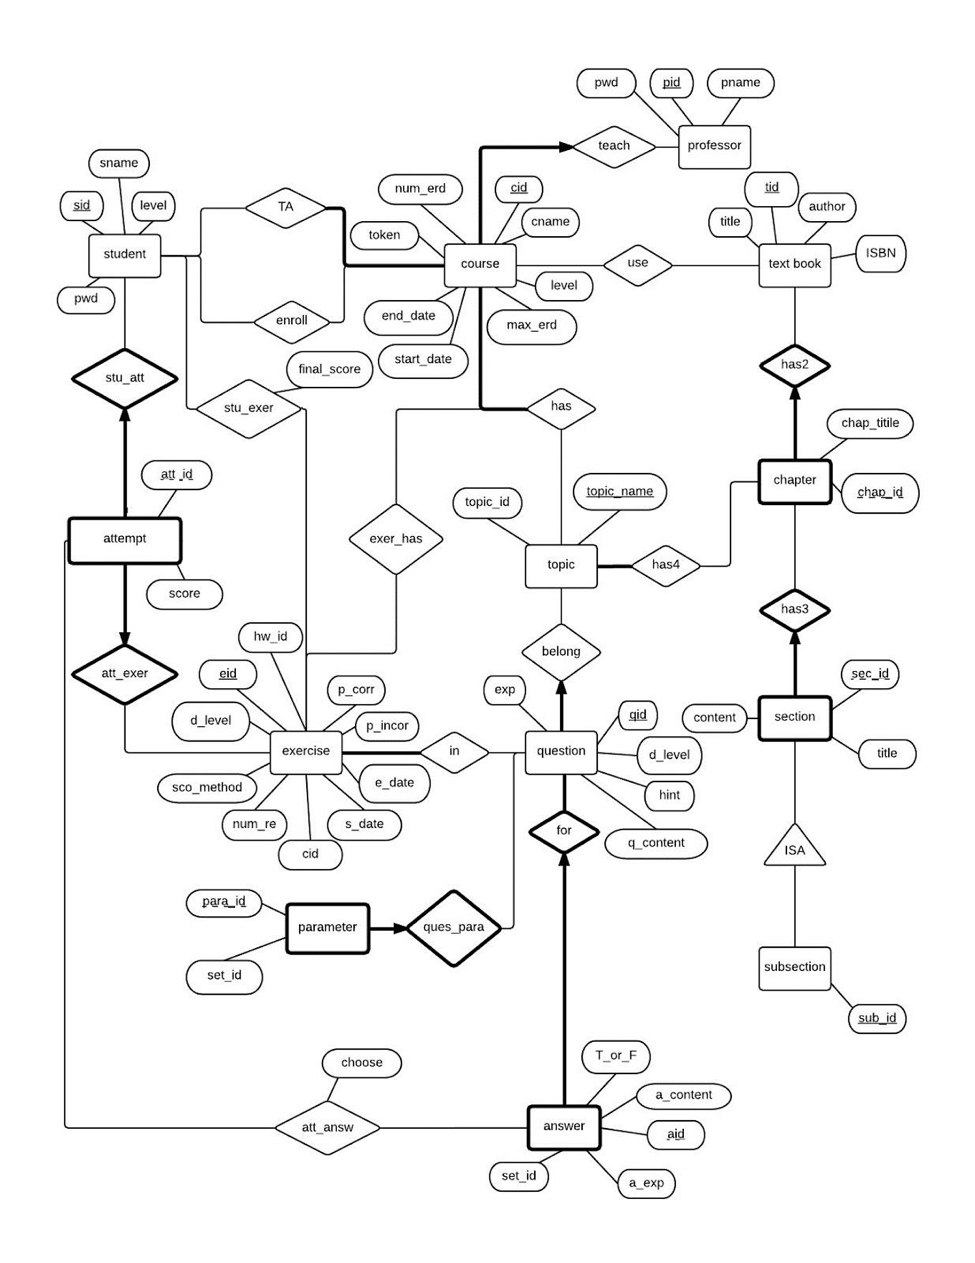 pwd
pid
pname
teach
professor
sname
sid
level
student
pwd
TA
num_erd
cid
cname
token
course
level
end_date
max_erd
start_date
enroll
use
tid
author
title
text book
ISBN
stu_att
final_score
stu_exer
has
has2
chap_titile
chapter
chap_id
att_id
attempt
score
exer_has
topic_id
topic_name
topic
has4
has3
att_exer
hw_id
eid
p_corr
d_level
p_incor
exercise
e_date
sco_method
num_re
s_date
cid
in
belong
exp
qid
question
d_level
hint
q_content
for
sec_id
content
section
title
ISA
para_id
parameter
set_id
ques_para
subsection
sub_id
choose
att_answ
T_or_F
a_content
answer
aid
set_id
a_exp